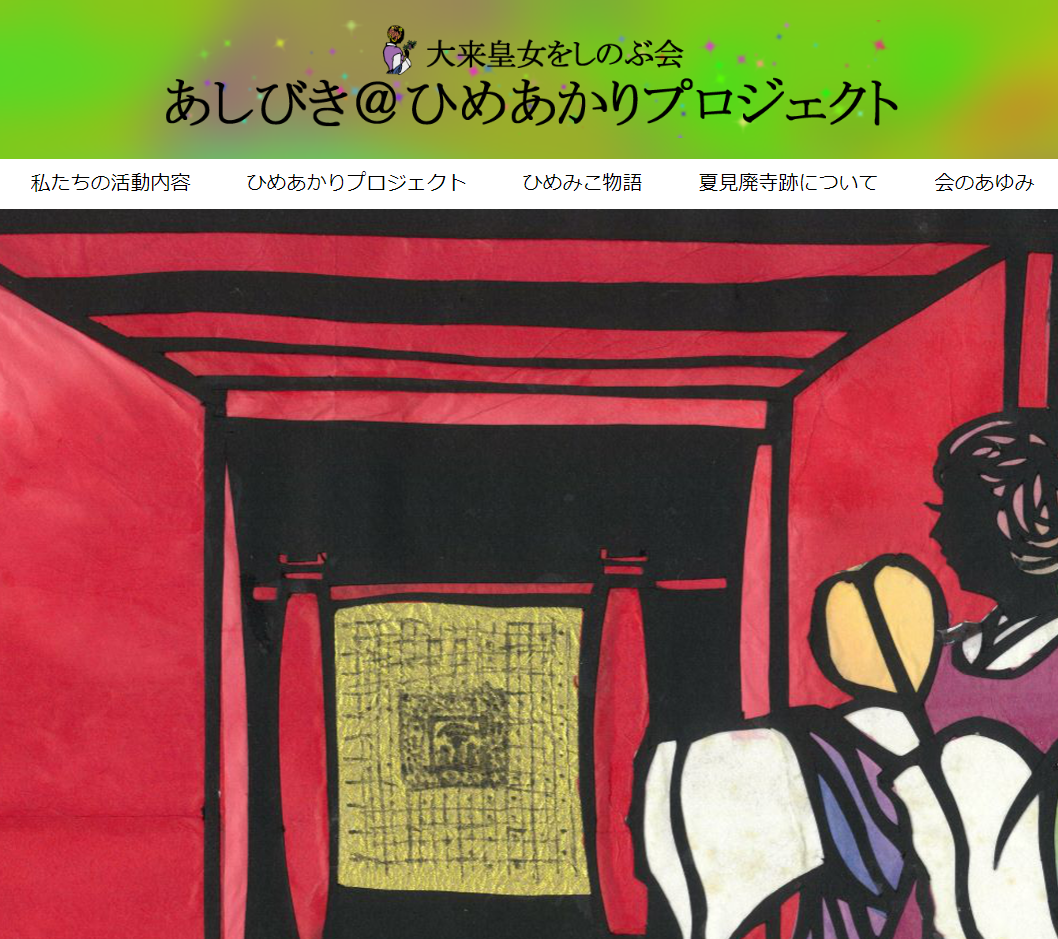 大来皇女をしのぶ会
あしびき＠ひめあかりプロジェクト
私たちの活動内容 ひめあかりプロジェクト ひめみこ物語 夏見廃寺跡について 会のあゆみ